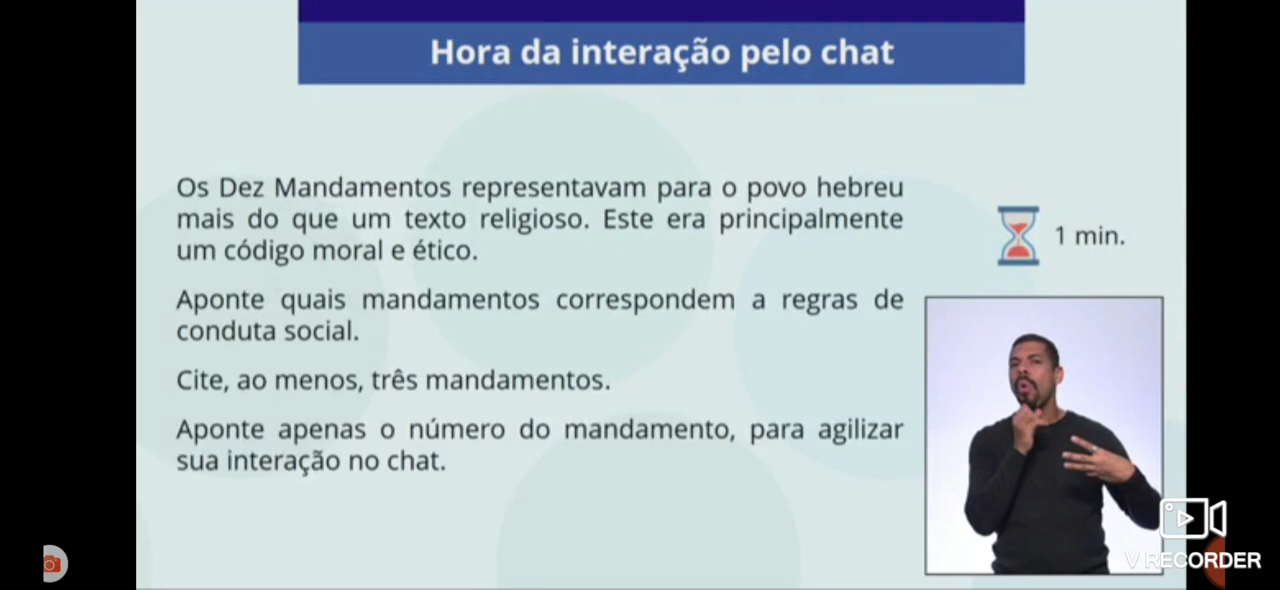 Hora da interação pelo chat
Os Dez Mandamentos representavam para o povo hebreu
mais do que um texto religioso. Este era principalmente
um código moral e ético.
1 min.
Aponte quais mandamentos correspondem a regras de
conduta social.
Cite, ao menos, três mandamentos.
Aponte apenas o número do mandamento, para agilizar
sua interação no chat.
V RECORDER